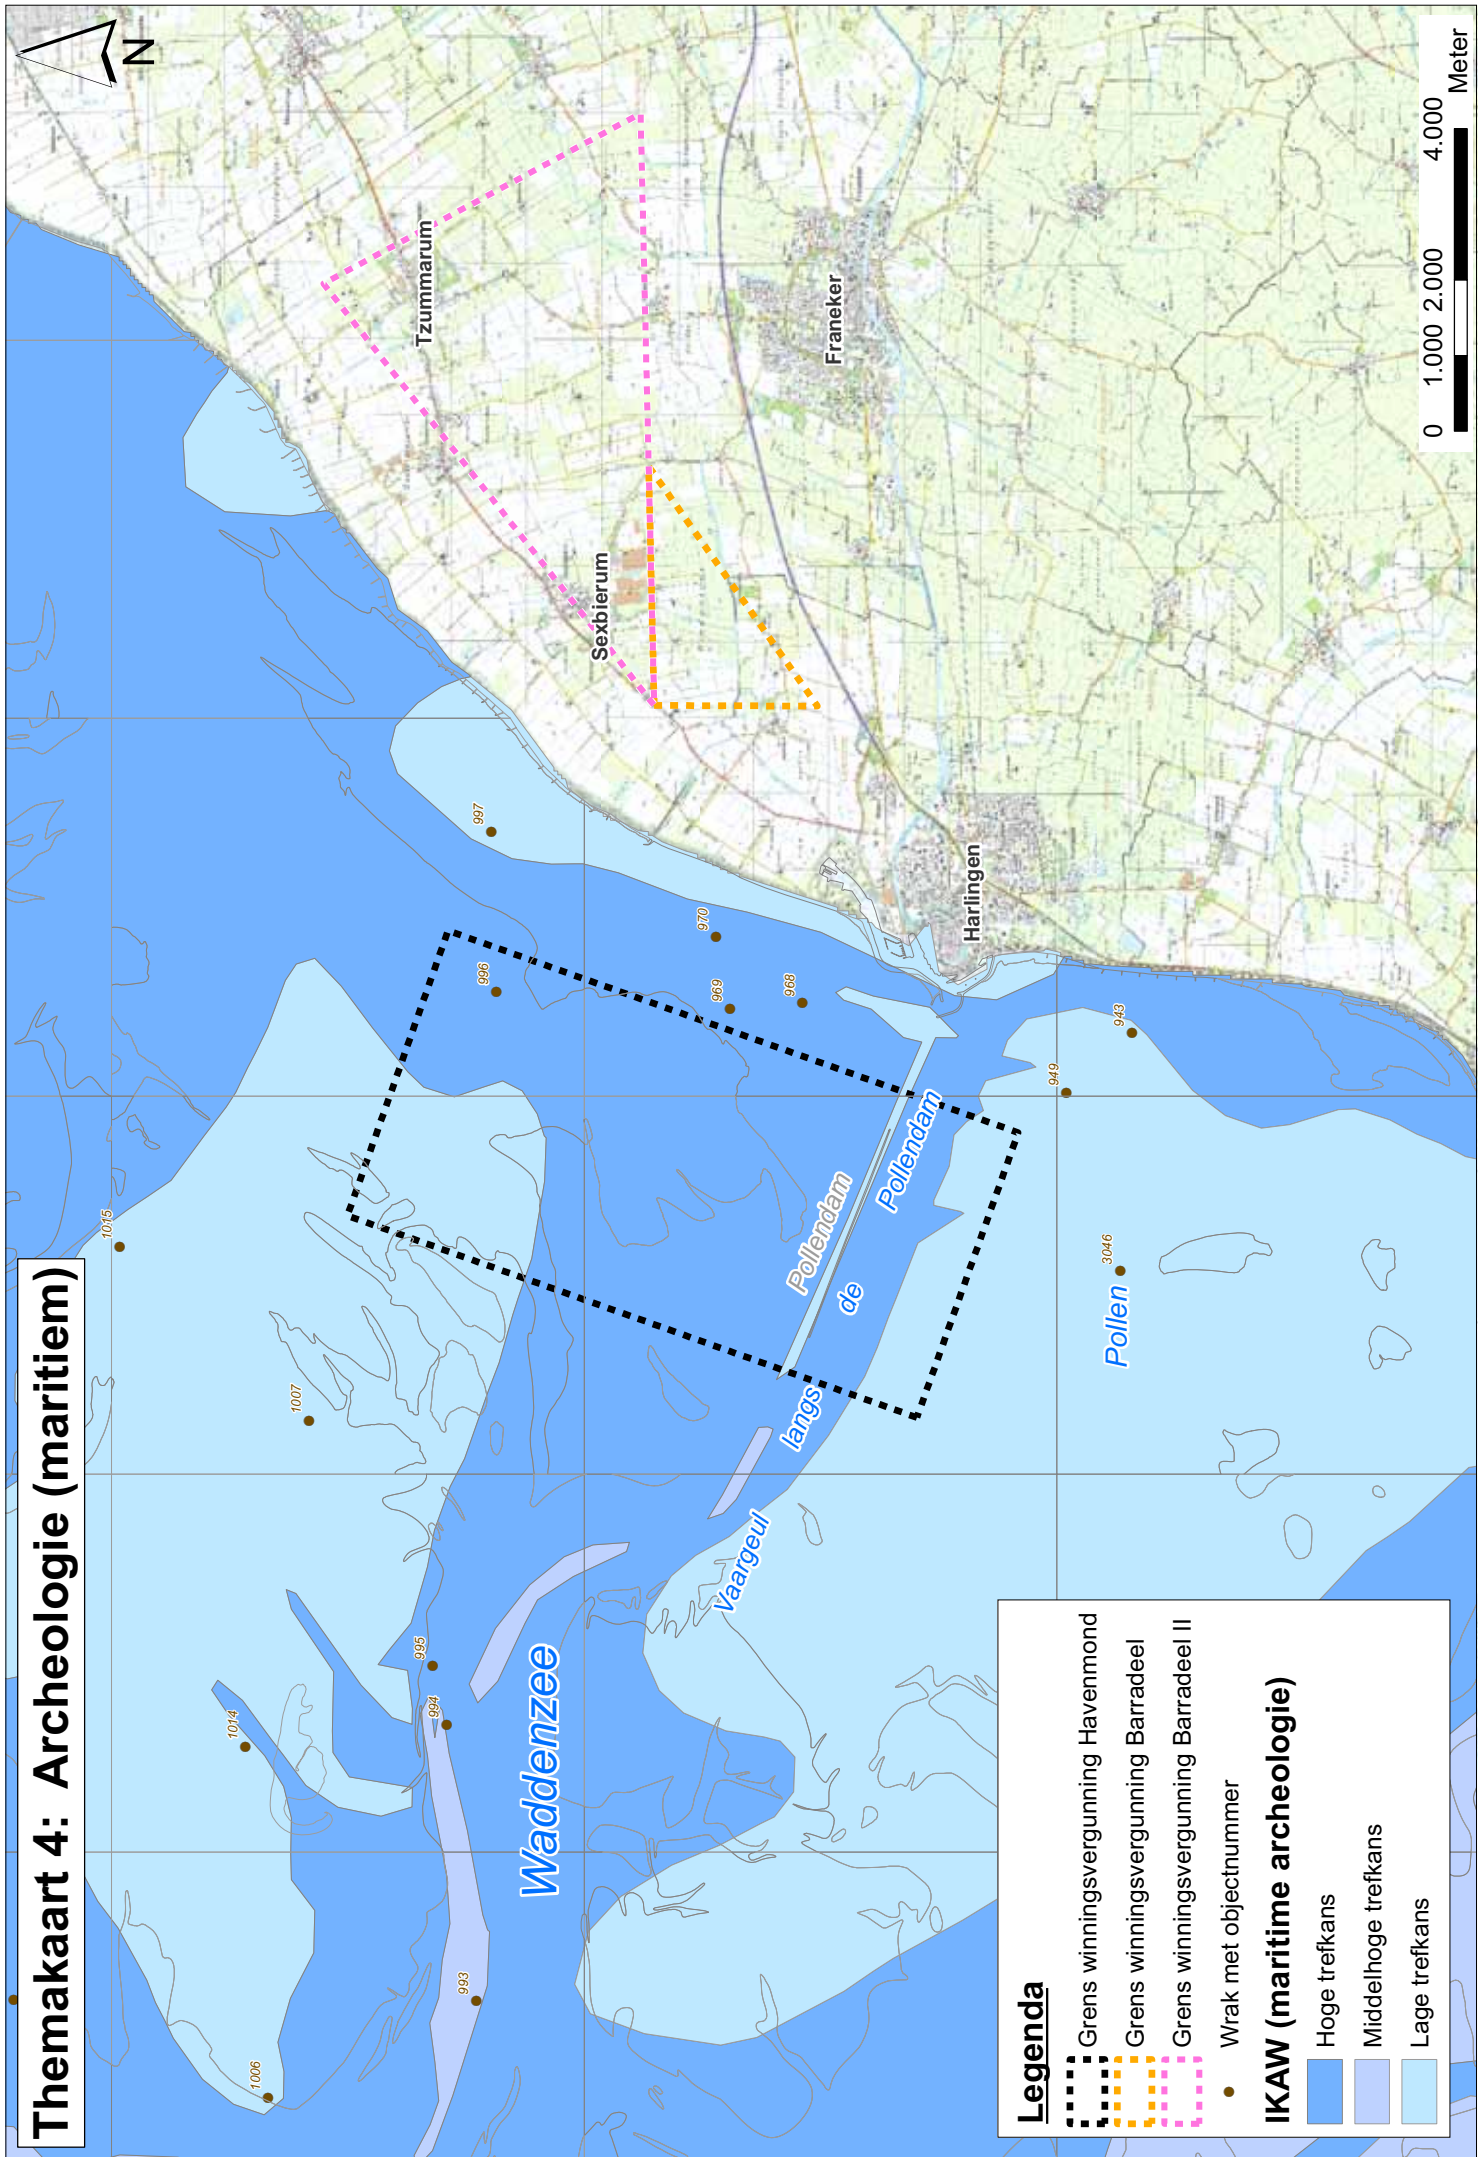 Themakaart 4: Archeologie (maritiem)
N
1006
1014
1007
1015
993
994
995
996
997
970
969
968
943
949
3046
Waddenzee
Vaargeul
langs
de
Pollendam
Pollendam
Pollen
Tzummarum
Sexbierum
Franeker
Harlingen
Legenda
Grens winningsvergunning Havenmond
Grens winningsvergunning Barradeel
Grens winningsvergunning Barradeel II
Wrak met objectnummer
IKAW (maritime archeologie)
Hoge trefkans
Middelhoge trefkans
Lage trefkans
0 1.000 2.000 4.000
Meter